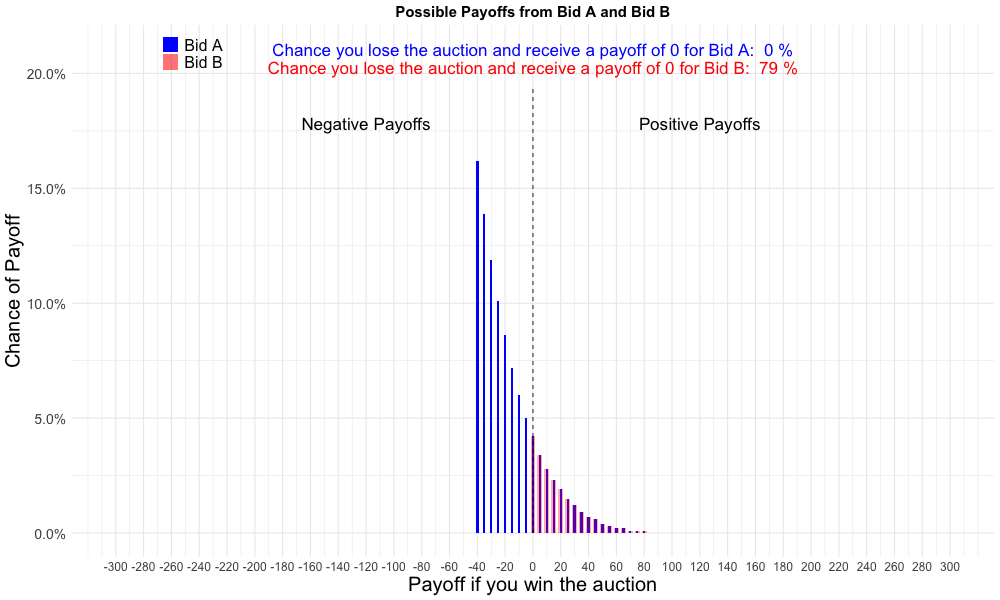 Possible Payoffs from Bid A and Bid B
Bid A
Bid B
Chance you lose the auction and receive a payoff of 0 for Bid A:  0 %
Chance you lose the auction and receive a payoff of 0 for Bid B:  79 %
Negative Payoffs
Positive Payoffs
Chance of Payoff
20.0%
15.0%
10.0%
5.0%
0.0%
-300 -280 -260 -240 -220 -200 -180 -160 -140 -120 -100 -80 -60 -40 -20 0 20 40 60 80 100 120 140 160 180 200 220 240 260 280 300
Payoff if you win the auction